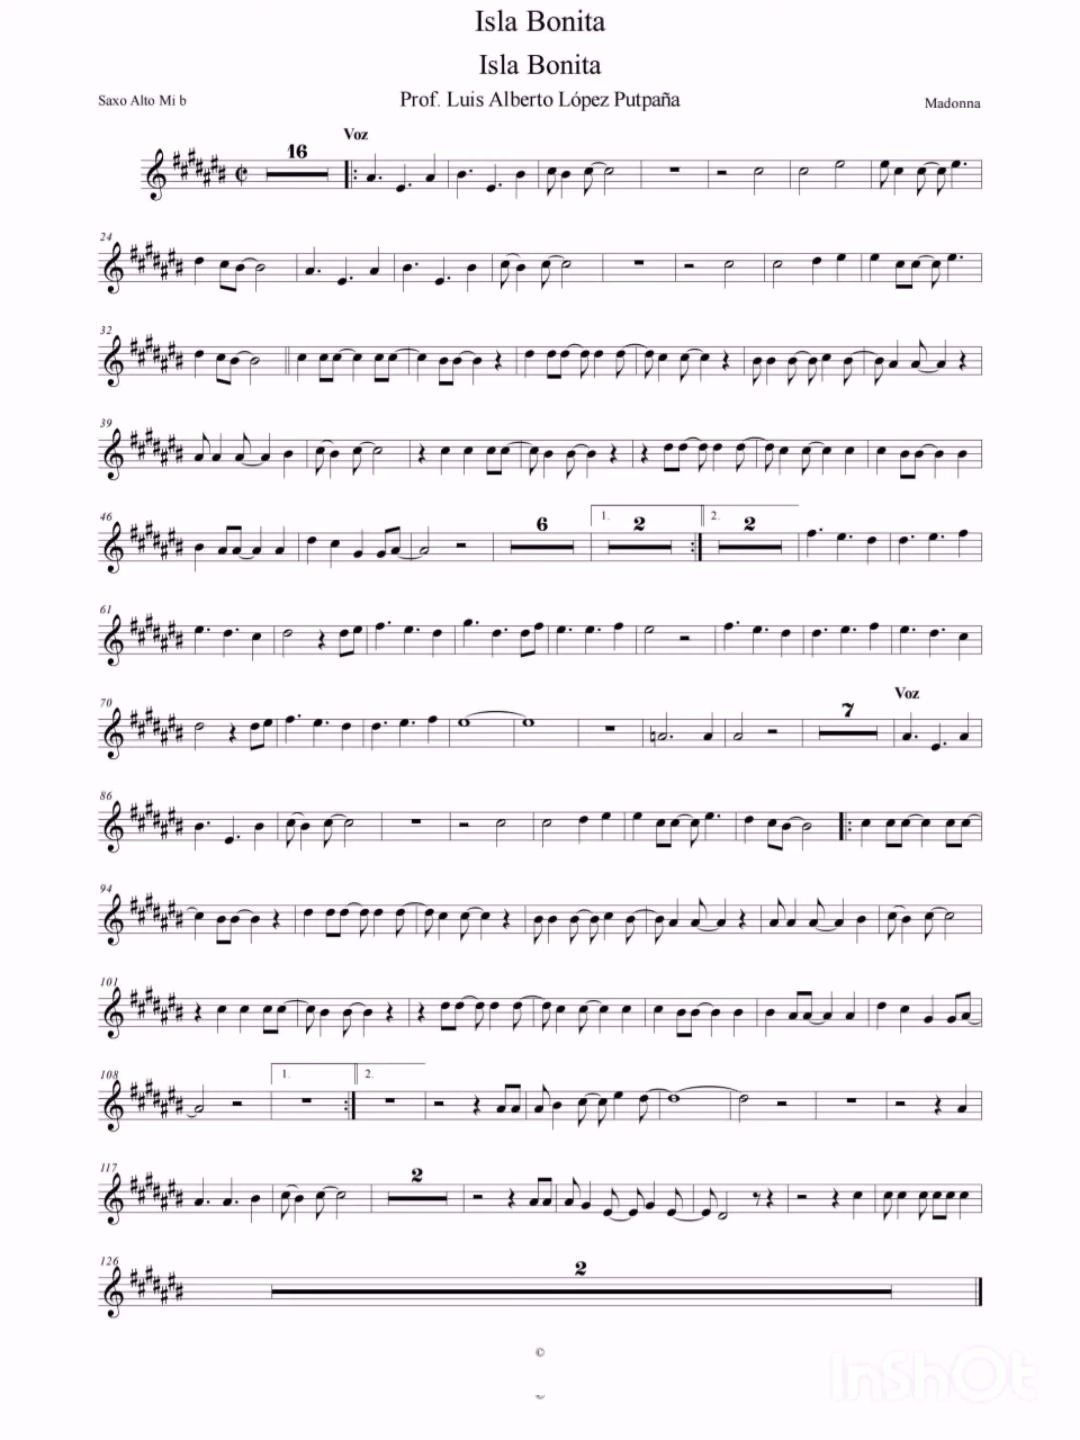 Isla Bonita
Isla Bonita
Saxo Alto Mi b
Prof. Luis Alberto López Putpaña
Madonna
Voz
16
24
32
39
46
6
1. 2
2. 2
61
70
7
Voz
86
94
101
108
1.
2.
117
2
126
2
©
InShOt